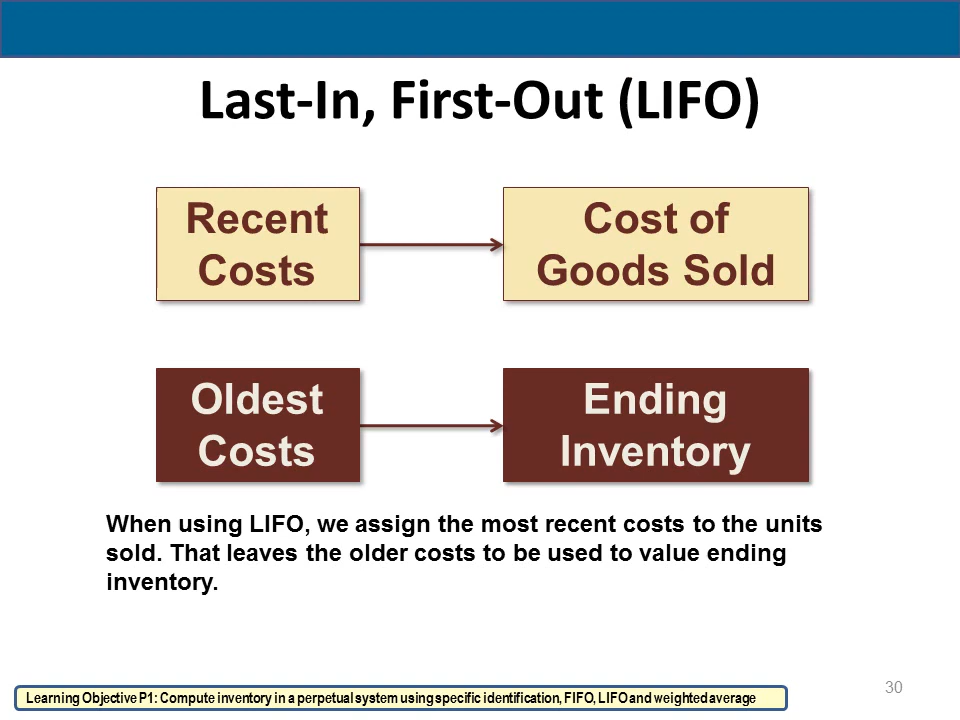 Last-In, First-Out (LIFO)
Recent
Costs
Cost of
Goods Sold
Oldest
Costs
Ending
Inventory
When using LIFO, we assign the most recent costs to the units
sold. That leaves the older costs to be used to value ending
inventory.
Learning Objective P1: Compute inventory in a perpetual system using specific identification, FIFO, LIFO and weighted average
30